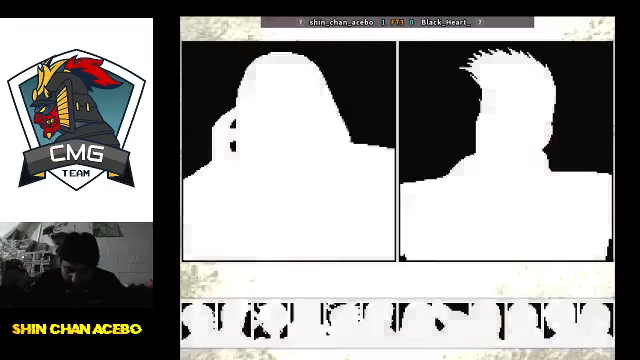 ? shin_chan_acebo 1 FT3 0 Black_Heart_ ?
CMG
TEAM
SHIN CHAN ACEBO